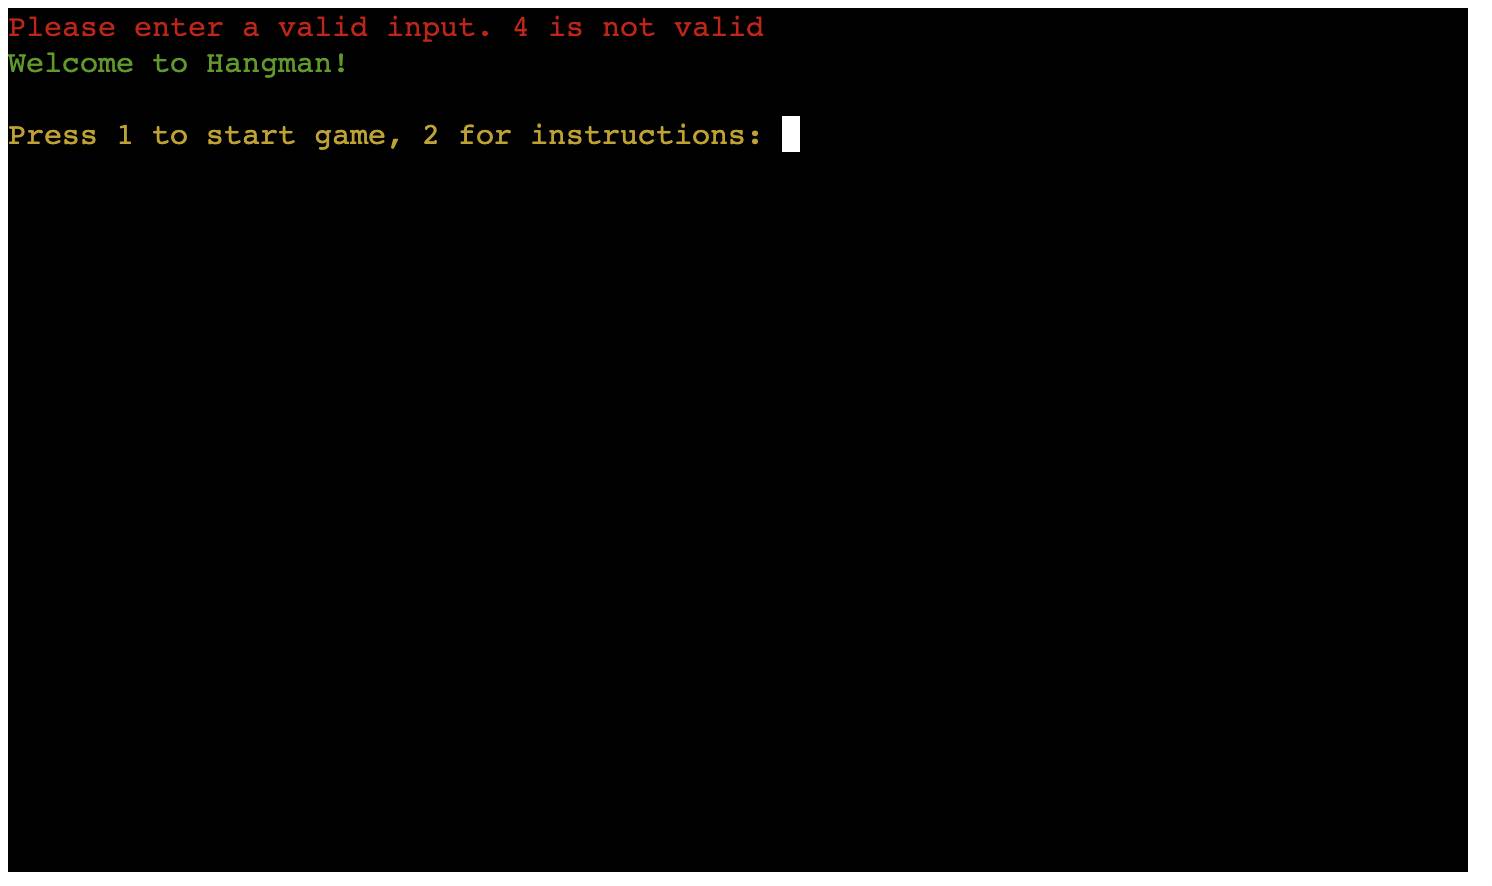 Please enter a valid input. 4 is not valid
Welcome to Hangman!
Press 1 to start game, 2 for instructions: